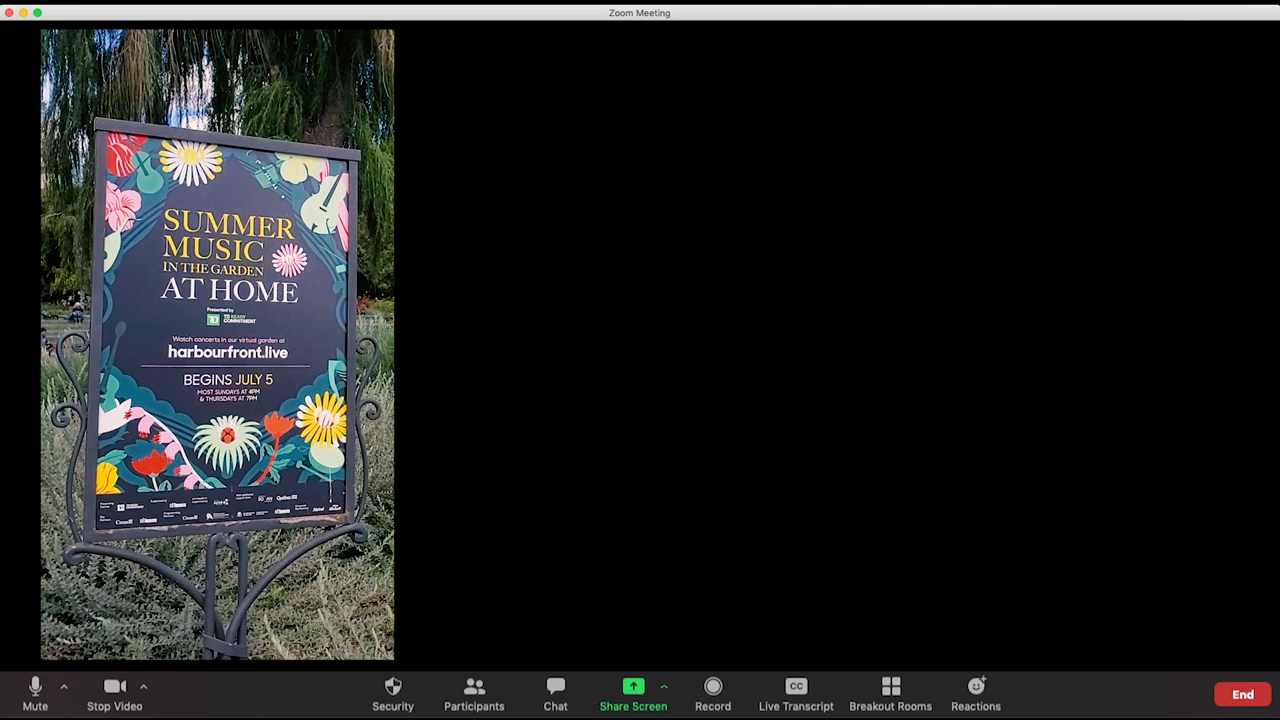 Zoom Meeting
SUMMER
MUSIC
IN THE GARDEN
AT HOME
Presented by
TD READY
COMMITMENT
Watch concerts in our virtual garden at
harbourfront.live
BEGINS JULY 5
MOST SUNDAYS AT 4PM
& THURSDAYS AT 7PM
Québec
Canada
Mute
Stop Video
Security
Participants
Chat
Share Screen
Record
CC
Live Transcript
Breakout Rooms
Reactions
End